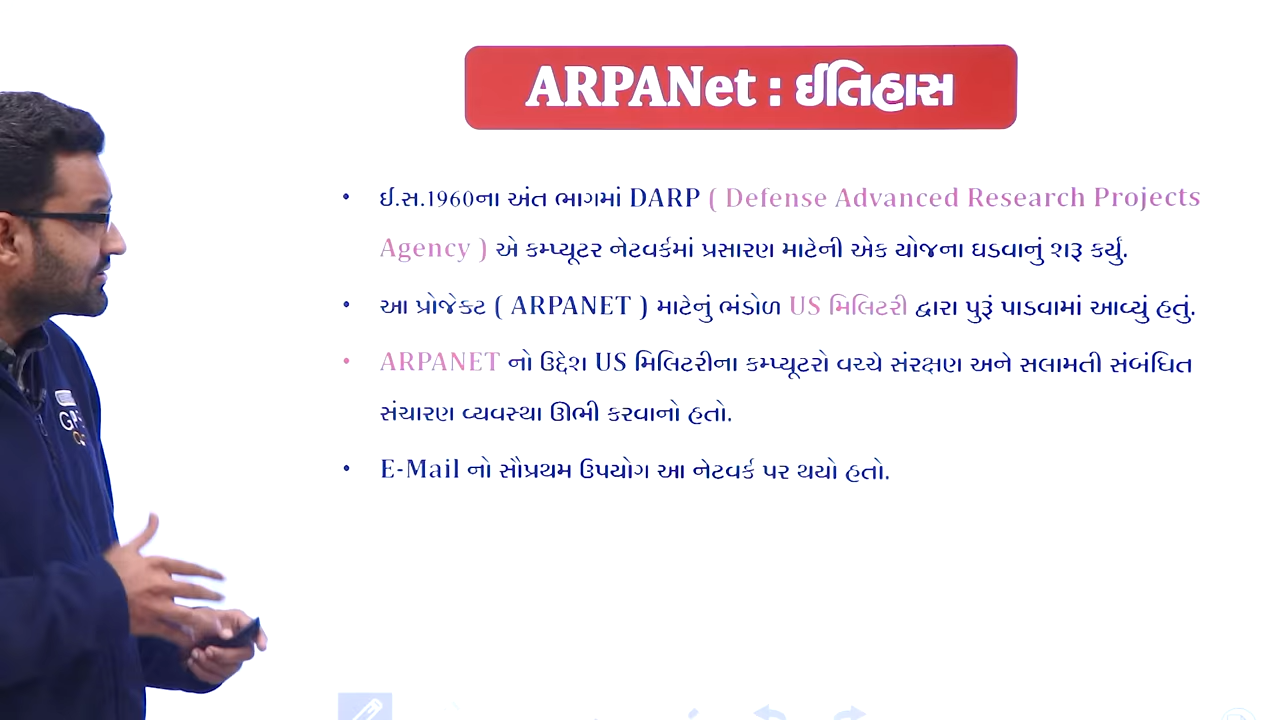 ARPANet : ઈતિહાસ
• ઈ.સ.1960ના અંત ભાગમાં DARP ( Defense Advanced Research Projects
Agency ) એ કમ્પ્યૂટર નેટવર્કમાં પ્રસારણ માટેની એક યોજના ઘડવાનું શરૂ કર્યું.
• આ પ્રોજેક્ટ ( ARPANET ) માટેનું ભંડોળ US મિલિટરી દ્વારા પુરૂં પાડવામાં આવ્યું હતું.
• ARPANET નો ઉદ્દેશ US મિલિટરીના કમ્પ્યૂટરો વચ્ચે સંરક્ષણ અને સલામતી સંબંધિત
સંચારણ વ્યવસ્થા ઊભી કરવાનો હતો.
• E-Mail નો સૌપ્રથમ ઉપયોગ આ નેટવર્ક પર થયો હતો.